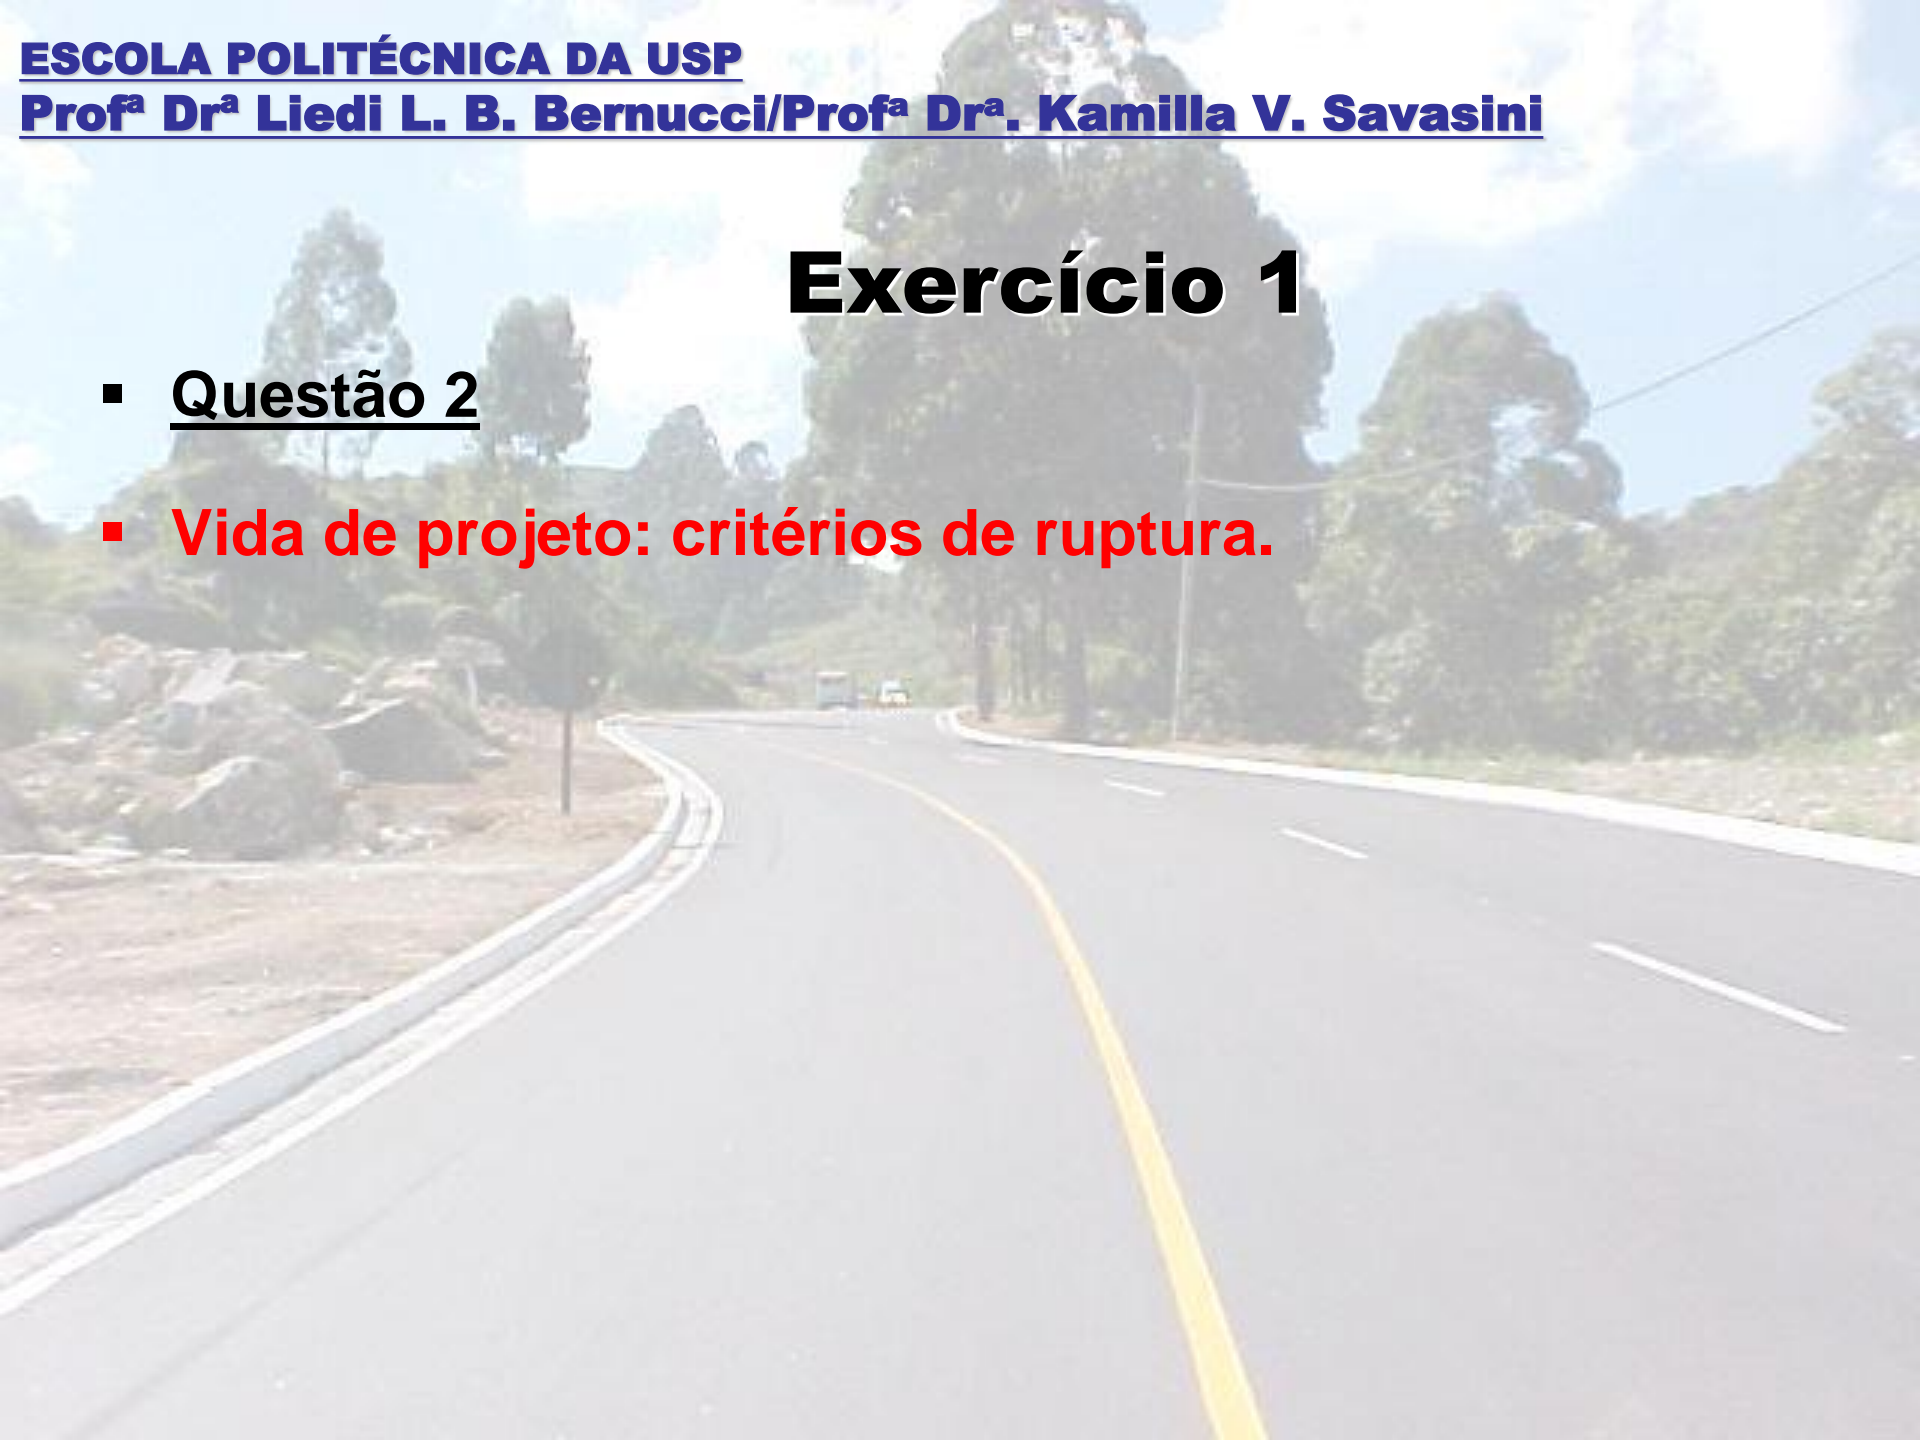 ESCOLA POLITÉCNICA DA USP
Profª Drª Liedi L. B. Bernucci/Profª Drª. Kamilla V. Savasini
Exercício 1
▪ Questão 2
▪ Vida de projeto: critérios de ruptura.